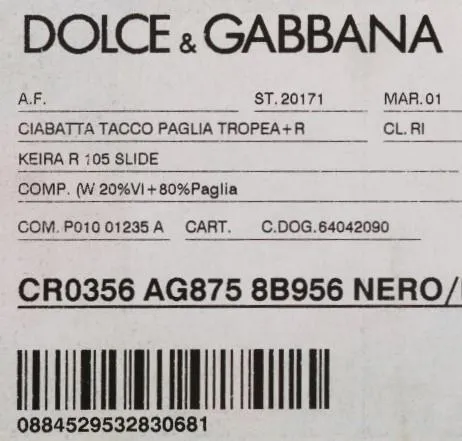 DOLCE & GABBANA
A.F. ST. 20171 MAR. 01
CIABATTA TACCO PAGLIA TROPEA+R CL. RI
KEIRA R 105 SLIDE
COMP. (W 20%VI+80%Paglia
COM. P010 01235 A CART. C.DOG.64042090
CR0356 AG875 8B956 NERO/
0884529532830681